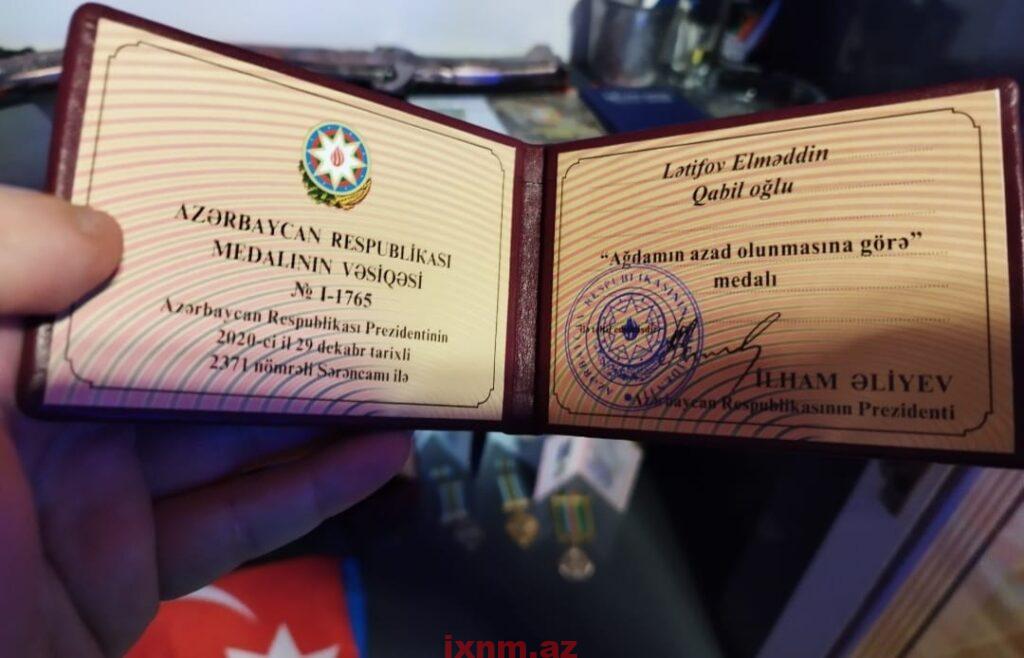 AZƏRBAYCAN RESPUBLİKASI
MEDALININ VƏSİQƏSİ
№ I-1765
Azərbaycan Respublikası Prezidentinin
2020-ci il 29 dekabr tarixli
2371 nömrəli Sərəncamı ilə
Lətifov Elməddin
Qabil oğlu
“Ağdamın azad olunmasına görə”
medalı
İLHAM ƏLİYEV
Azərbaycan Respublikasının Prezidenti
ixnm.az